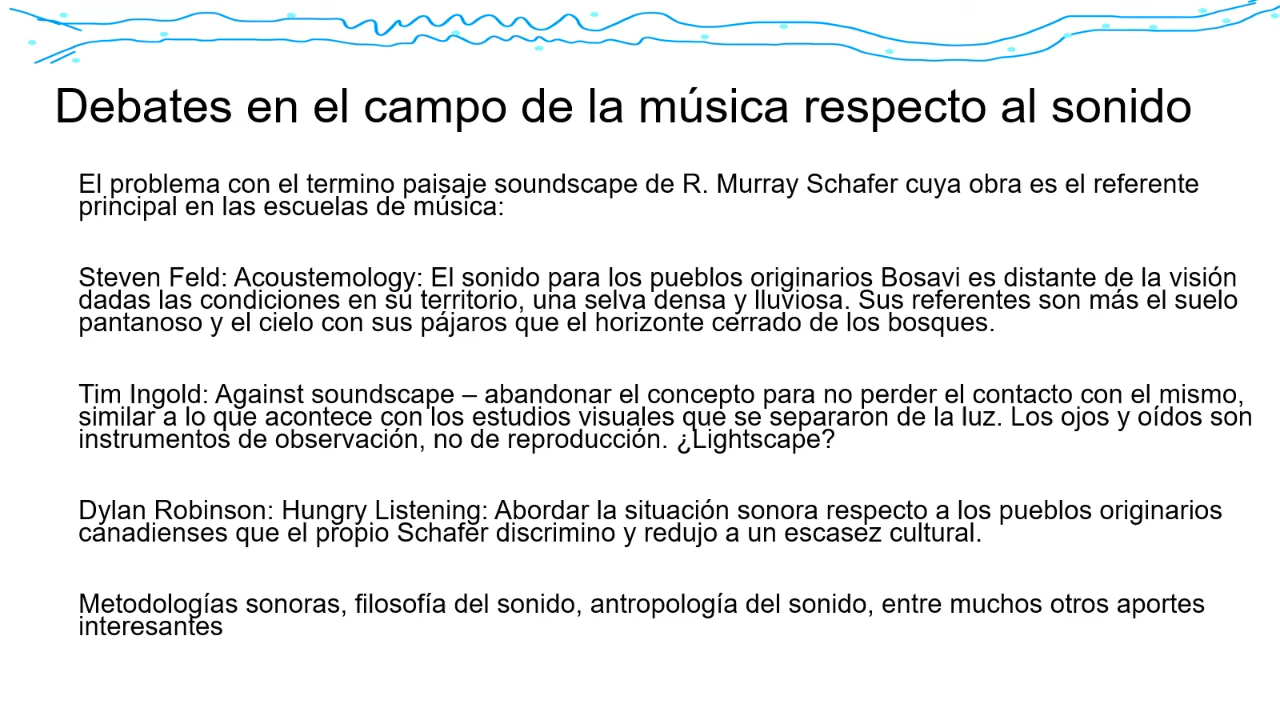 Debates en el campo de la música respecto al sonido
El problema con el termino paisaje soundscape de R. Murray Schafer cuya obra es el referente
principal en las escuelas de música:
Steven Feld: Acoustemology: El sonido para los pueblos originarios Bosavi es distante de la visión
dadas las condiciones en su territorio, una selva densa y lluviosa. Sus referentes son más el suelo
pantanoso y el cielo con sus pájaros que el horizonte cerrado de los bosques.
Tim Ingold: Against soundscape – abandonar el concepto para no perder el contacto con el mismo,
similar a lo que acontece con los estudios visuales que se separaron de la luz. Los ojos y oídos son
instrumentos de observación, no de reproducción. ¿Lightscape?
Dylan Robinson: Hungry Listening: Abordar la situación sonora respecto a los pueblos originarios
canadienses que el propio Schafer discrimino y redujo a un escasez cultural.
Metodologías sonoras, filosofía del sonido, antropología del sonido, entre muchos otros aportes
interesantes